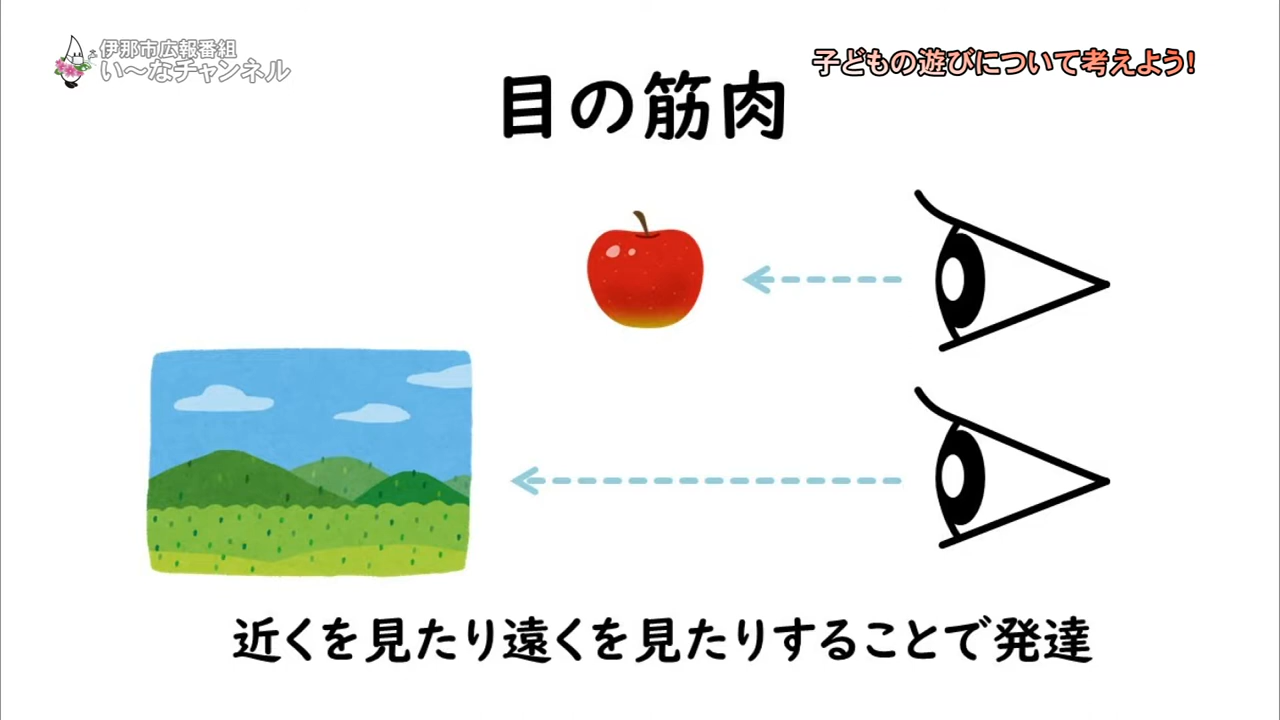 伊那市広報番組
い〜なチャンネル
子どもの遊びについて考えよう!
目の筋肉
近くを見たり遠くを見たりすることで発達